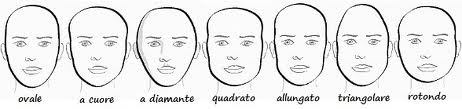 ovale a cuore a diamante quadrato allungato triangolare rotondo